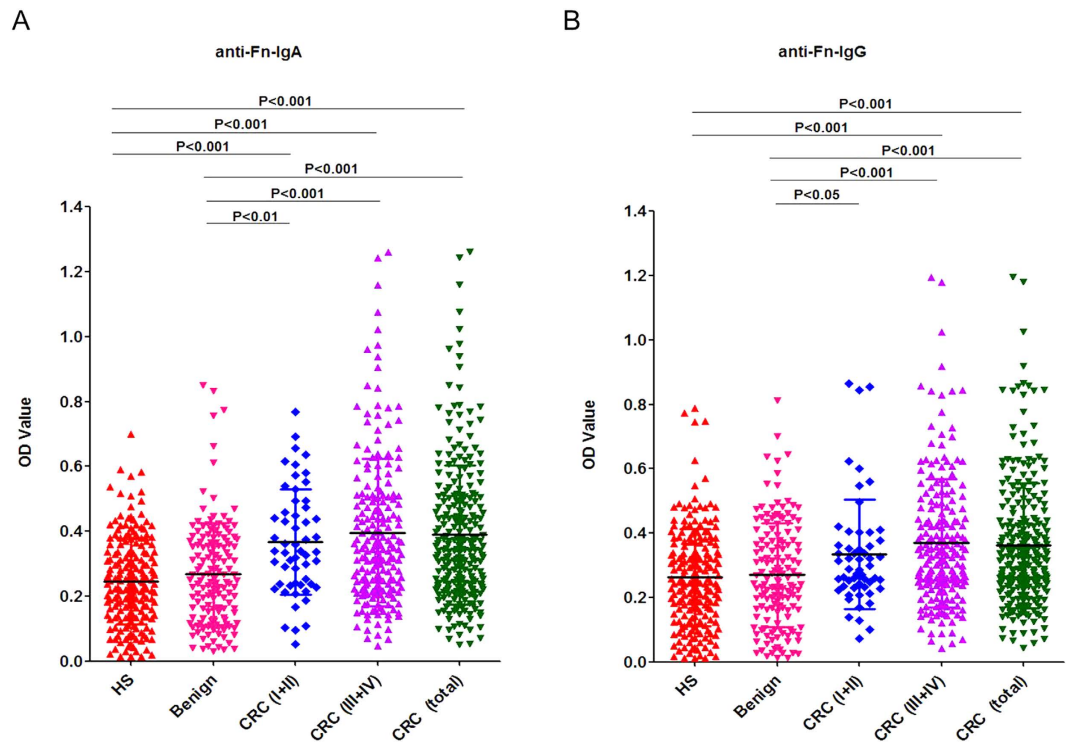 A
anti-Fn-IgA
P<0.001
P<0.001
P<0.001
P<0.001
P<0.001
P<0.01
OD Value
1.4
1.2
1.0
0.8
0.6
0.4
0.2
0.0
HS
Benign
CRC (I+II)
CRC (III+IV)
CRC (total)
B
anti-Fn-IgG
P<0.001
P<0.001
P<0.001
P<0.001
P<0.05
OD Value
1.4
1.2
1.0
0.8
0.6
0.4
0.2
0.0
HS
Benign
CRC (I+II)
CRC (III+IV)
CRC (total)